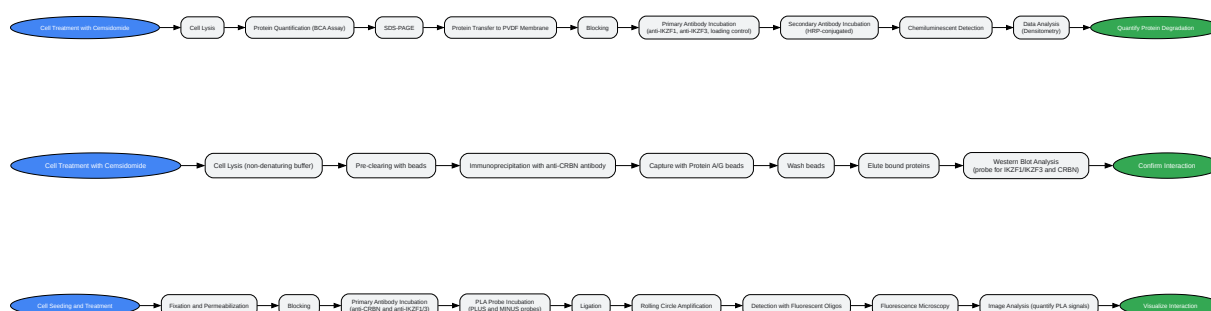 Cell Treatment with Cemsidomide
Cell Lysis
Protein Quantification (BCA Assay)
SDS-PAGE
Protein Transfer to PVDF Membrane
Blocking
Primary Antibody Incubation
(anti-IKZF1, anti-IKZF3, loading control)
Secondary Antibody Incubation
(HRP-conjugated)
Chemiluminescent Detection
Data Analysis
(Densitometry)
Quantify Protein Degradation
Cell Treatment with Cemsidomide
Cell Lysis (non-denaturing buffer)
Pre-clearing with beads
Immunoprecipitation with anti-CRBN antibody
Capture with Protein A/G beads
Wash beads
Elute bound proteins
Western Blot Analysis
(probe for IKZF1/IKZF3 and CRBN)
Confirm Interaction
Cell Seeding and Treatment
Fixation and Permeabilization
Blocking
Primary Antibody Incubation
(anti-CRBN and anti-IKZF1/3)
PLA Probe Incubation
(PLUS and MINUS probes)
Ligation
Rolling Circle Amplification
Detection with Fluorescent Oligos
Fluorescence Microscopy
Image Analysis (quantify PLA signals)
Visualize Interaction